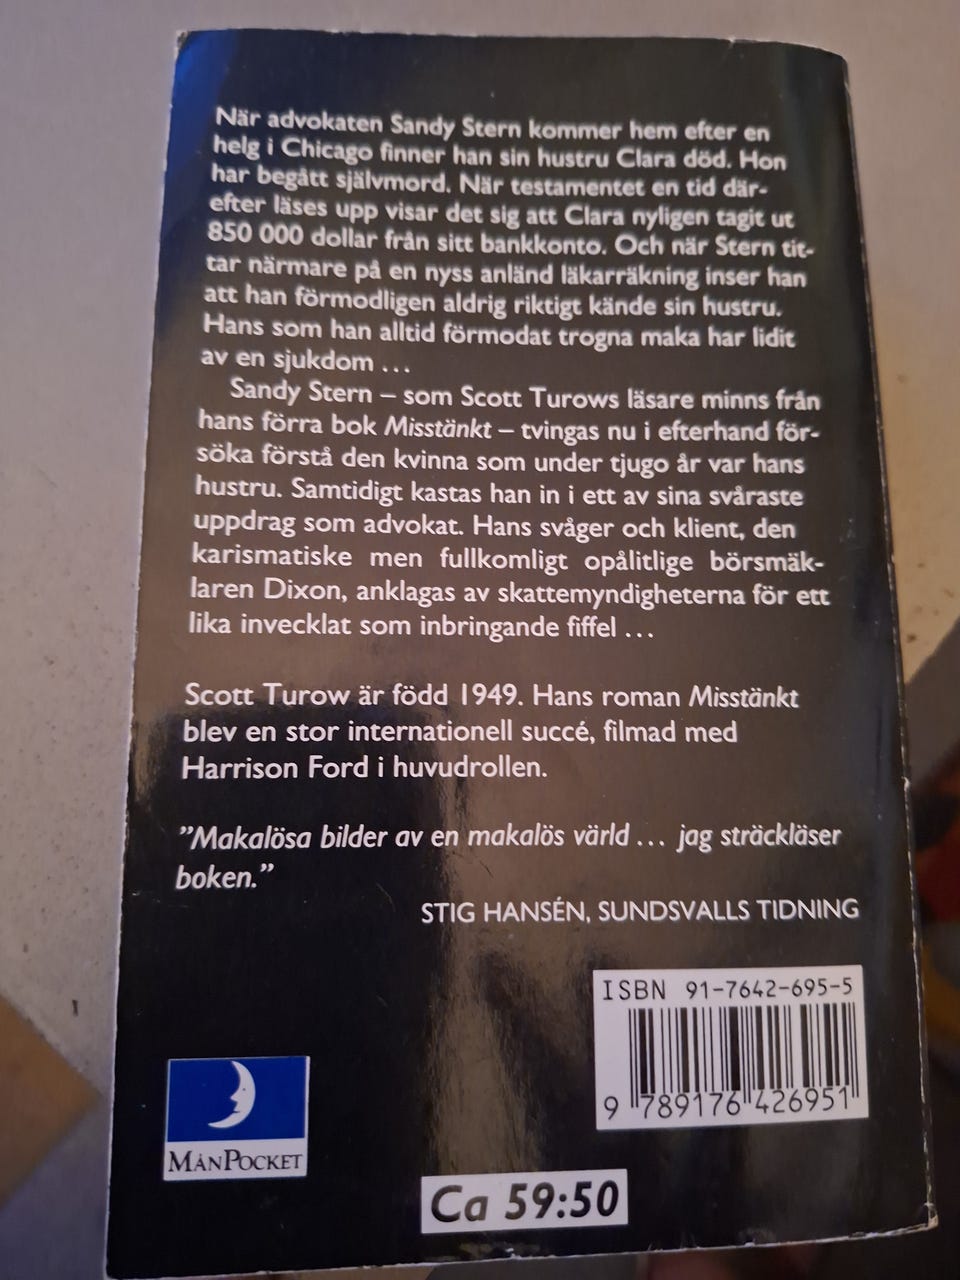 När advokaten Sandy Stern kommer hem efter en
helg i Chicago finner han sin hustru Clara död. Hon
har begått självmord. När testamentet en tid där-
efter läses upp visar det sig att Clara nyligen tagit ut
850 000 dollar från sitt bankkonto. Och när Stern tit-
tar närmare på en nyss anländ läkarräkning inser han
att han förmodligen aldrig riktigt kände sin hustru.
Hans som han alltid förmodat trogna maka har lidit
av en sjukdom ...
Sandy Stern – som Scott Turows läsare minns från
hans förra bok Misstänkt – tvingas nu i efterhand för-
söka förstå den kvinna som under tjugo år var hans
hustru. Samtidigt kastas han in i ett av sina svåraste
uppdrag som advokat. Hans svåger och klient, den
karismatiske men fullkomligt opålitlige börsmäk-
laren Dixon, anklagas av skattemyndigheterna för ett
lika invecklat som inbringande fiffel ...
Scott Turow är född 1949. Hans roman Misstänkt
blev en stor internationell succé, filmad med
Harrison Ford i huvudrollen.
”Makalösa bilder av en makalös värld ... jag sträckläser
boken.”
STIG HANSÉN, SUNDSVALLS TIDNING
ISBN 91-7642-695-5
9 789176 426951
MÅNPOCKET
Ca 59:50